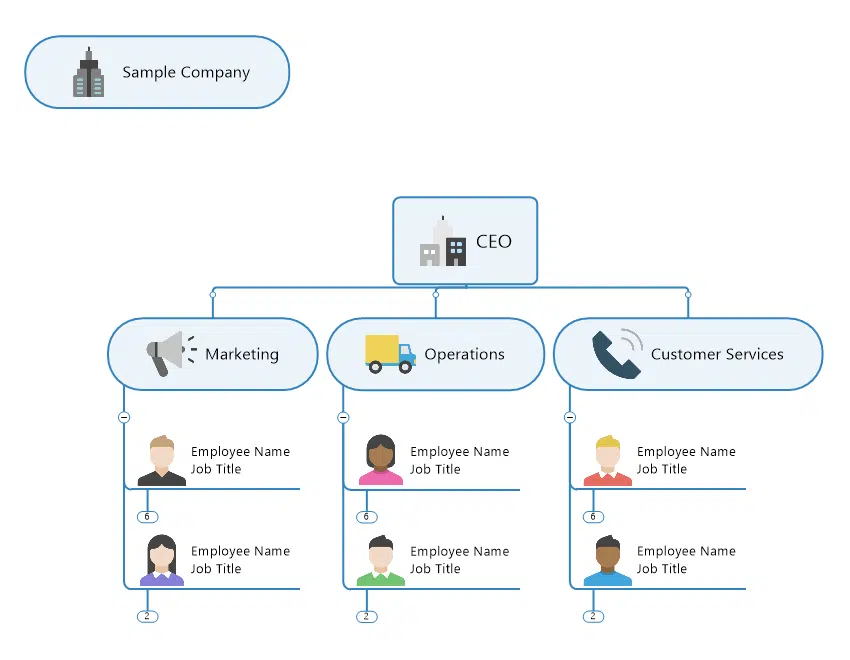 Sample Company
CEO
Marketing
Operations
Customer Services
Employee Name
Job Title
6
Employee Name
Job Title
2
Employee Name
Job Title
6
Employee Name
Job Title
2
Employee Name
Job Title
6
Employee Name
Job Title
2